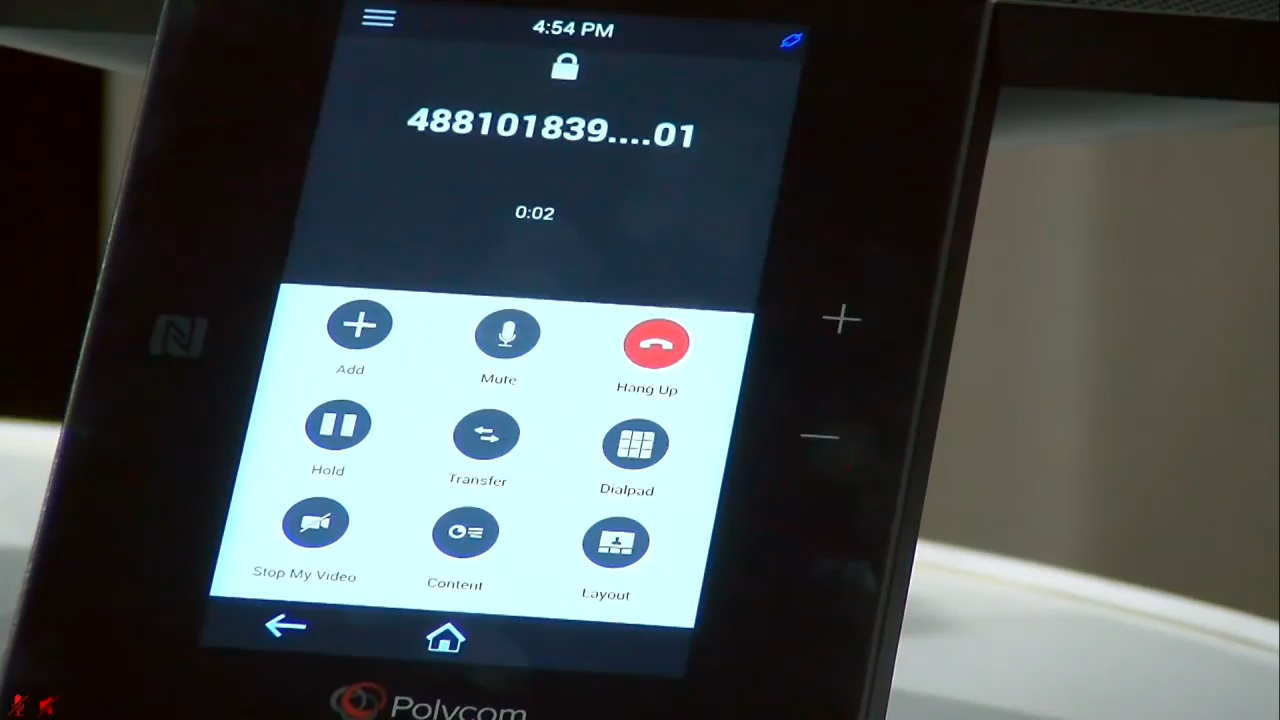 4:54 PM
488101839....01
0:02
Add
Mute
Hang Up
Hold
Transfer
Dialpad
Stop My Video
Content
Layout
Polycom